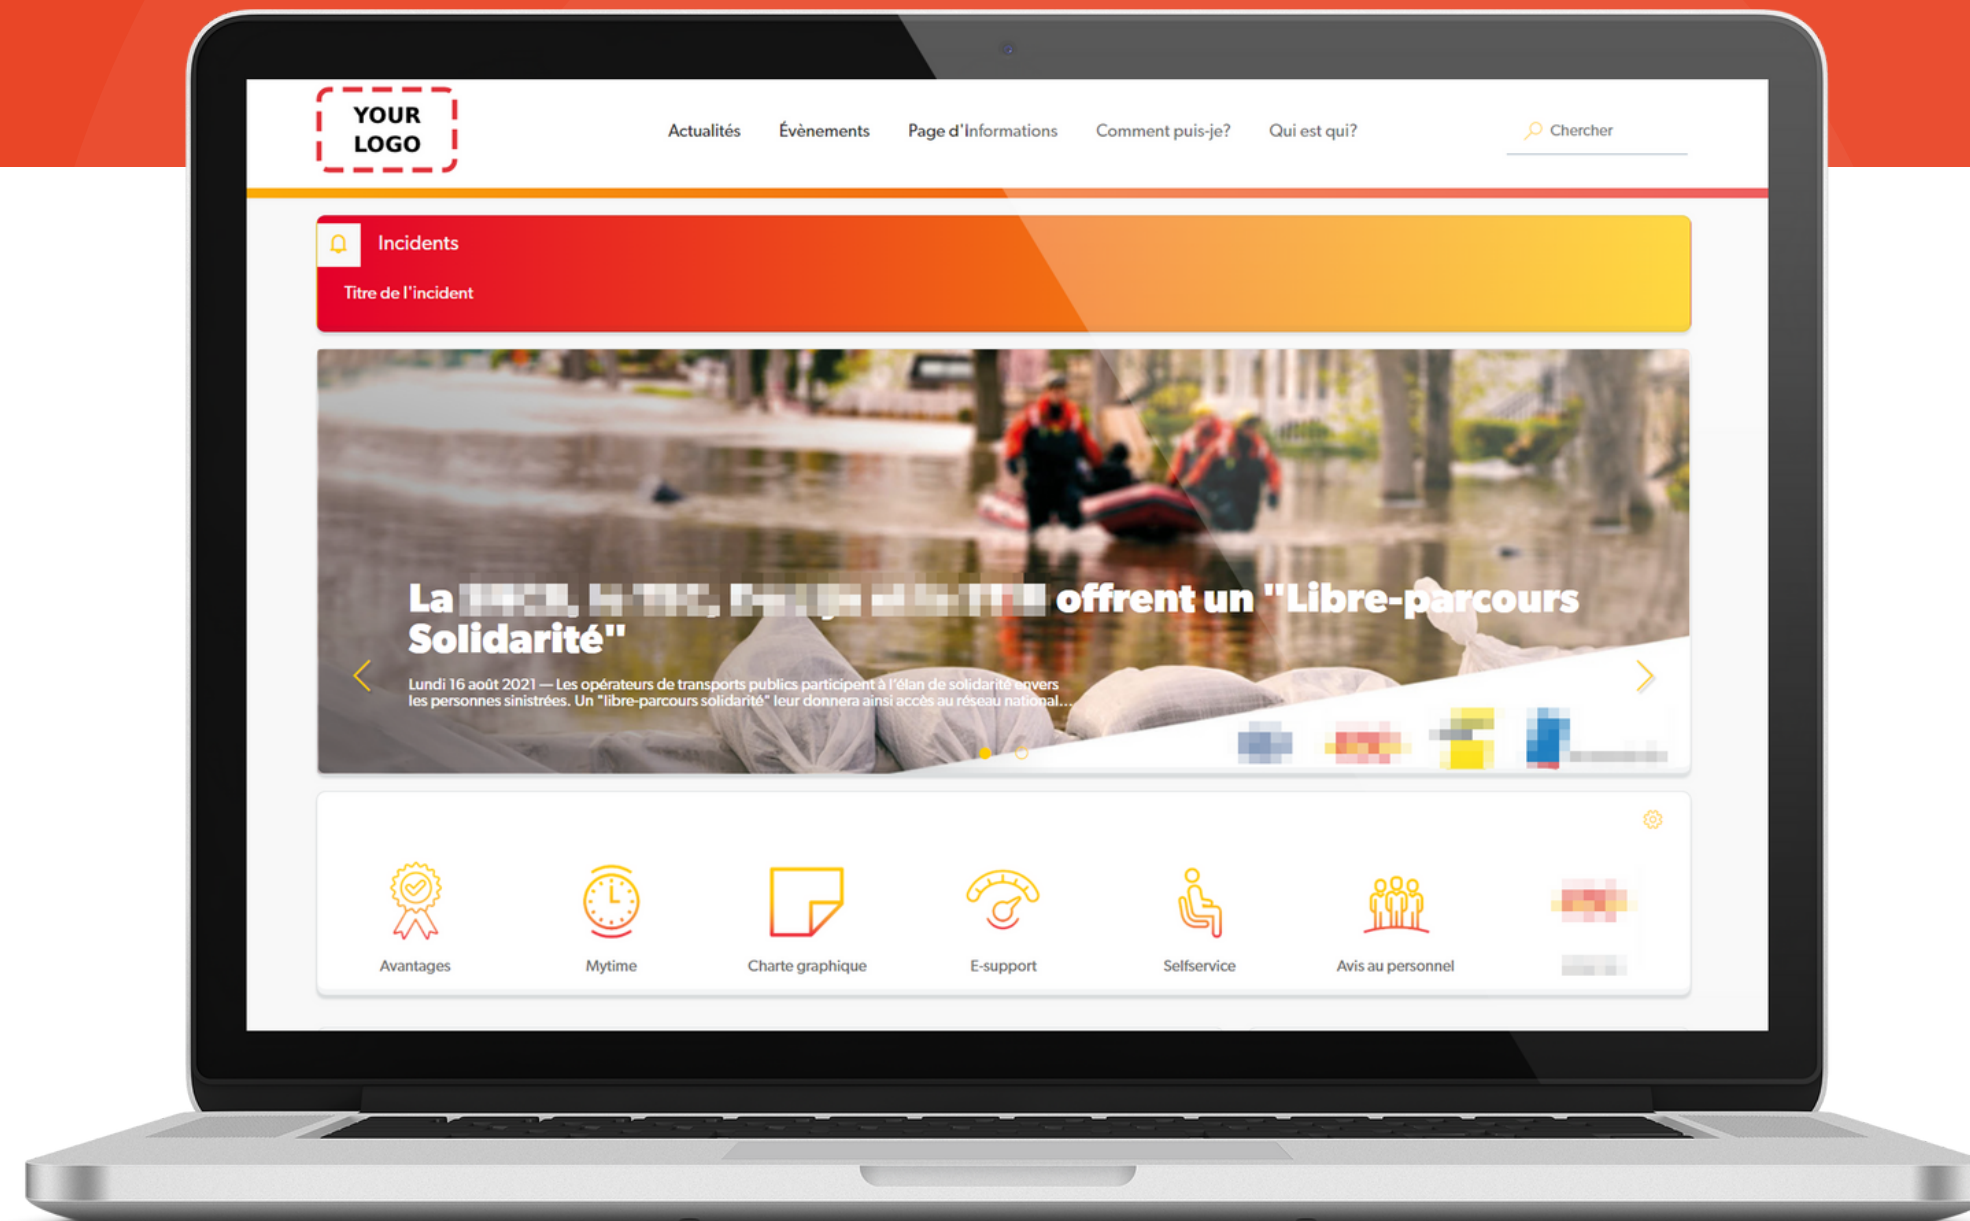 YOUR
LOGO
Actualités Évènements Page d'Informations Comment puis-je? Qui est qui? Chercher
Incidents
Titre de l'incident
La offrent un "Libre-parcours
Solidarité"
Lundi 16 août 2021 — Les opérateurs de transports publics participent à l'élan de solidarité envers
les personnes sinistrées. Un "libre-parcours solidarité" leur donnera ainsi accès au réseau national...
Avantages Mytime Charte graphique E-support Selfservice Avis au personnel